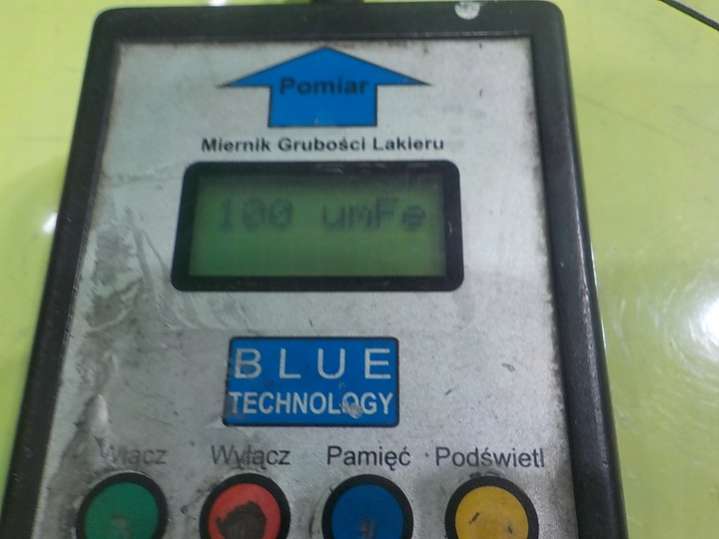 Pomiar
Miernik Grubości Lakieru
100 umFe
BLUE
TECHNOLOGY
Włącz Wyłącz Pamięć Podświetl